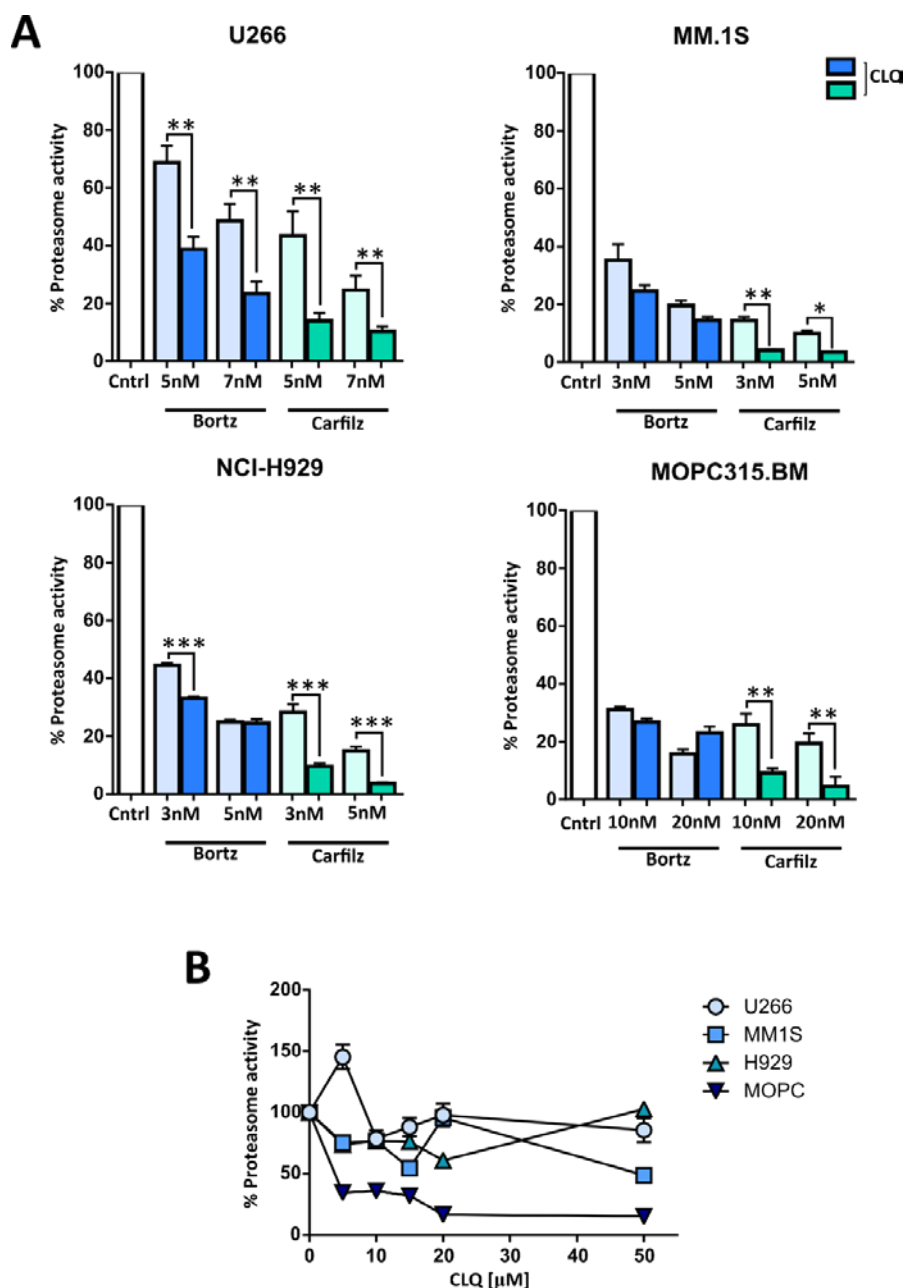 A
U266
% Proteasome activity
100
80
60
40
20
0
** ** ** **
Cntrl 5nM 7nM 5nM 7nM
Bortz Carfilz
MM.1S
CLQ
% Proteasome activity
100
80
60
40
20
0
** *
Cntrl 3nM 5nM 3nM 5nM
Bortz Carfilz
NCI-H929
% Proteasome activity
100
80
60
40
20
0
*** *** ***
Cntrl 3nM 5nM 3nM 5nM
Bortz Carfilz
MOPC315.BM
% Proteasome activity
100
80
60
40
20
0
** **
Cntrl 10nM 20nM 10nM 20nM
Bortz Carfilz
B
% Proteasome activity
200
150
100
50
0
0 10 20 30 40 50
CLQ [µM]
U266
MM1S
H929
MOPC